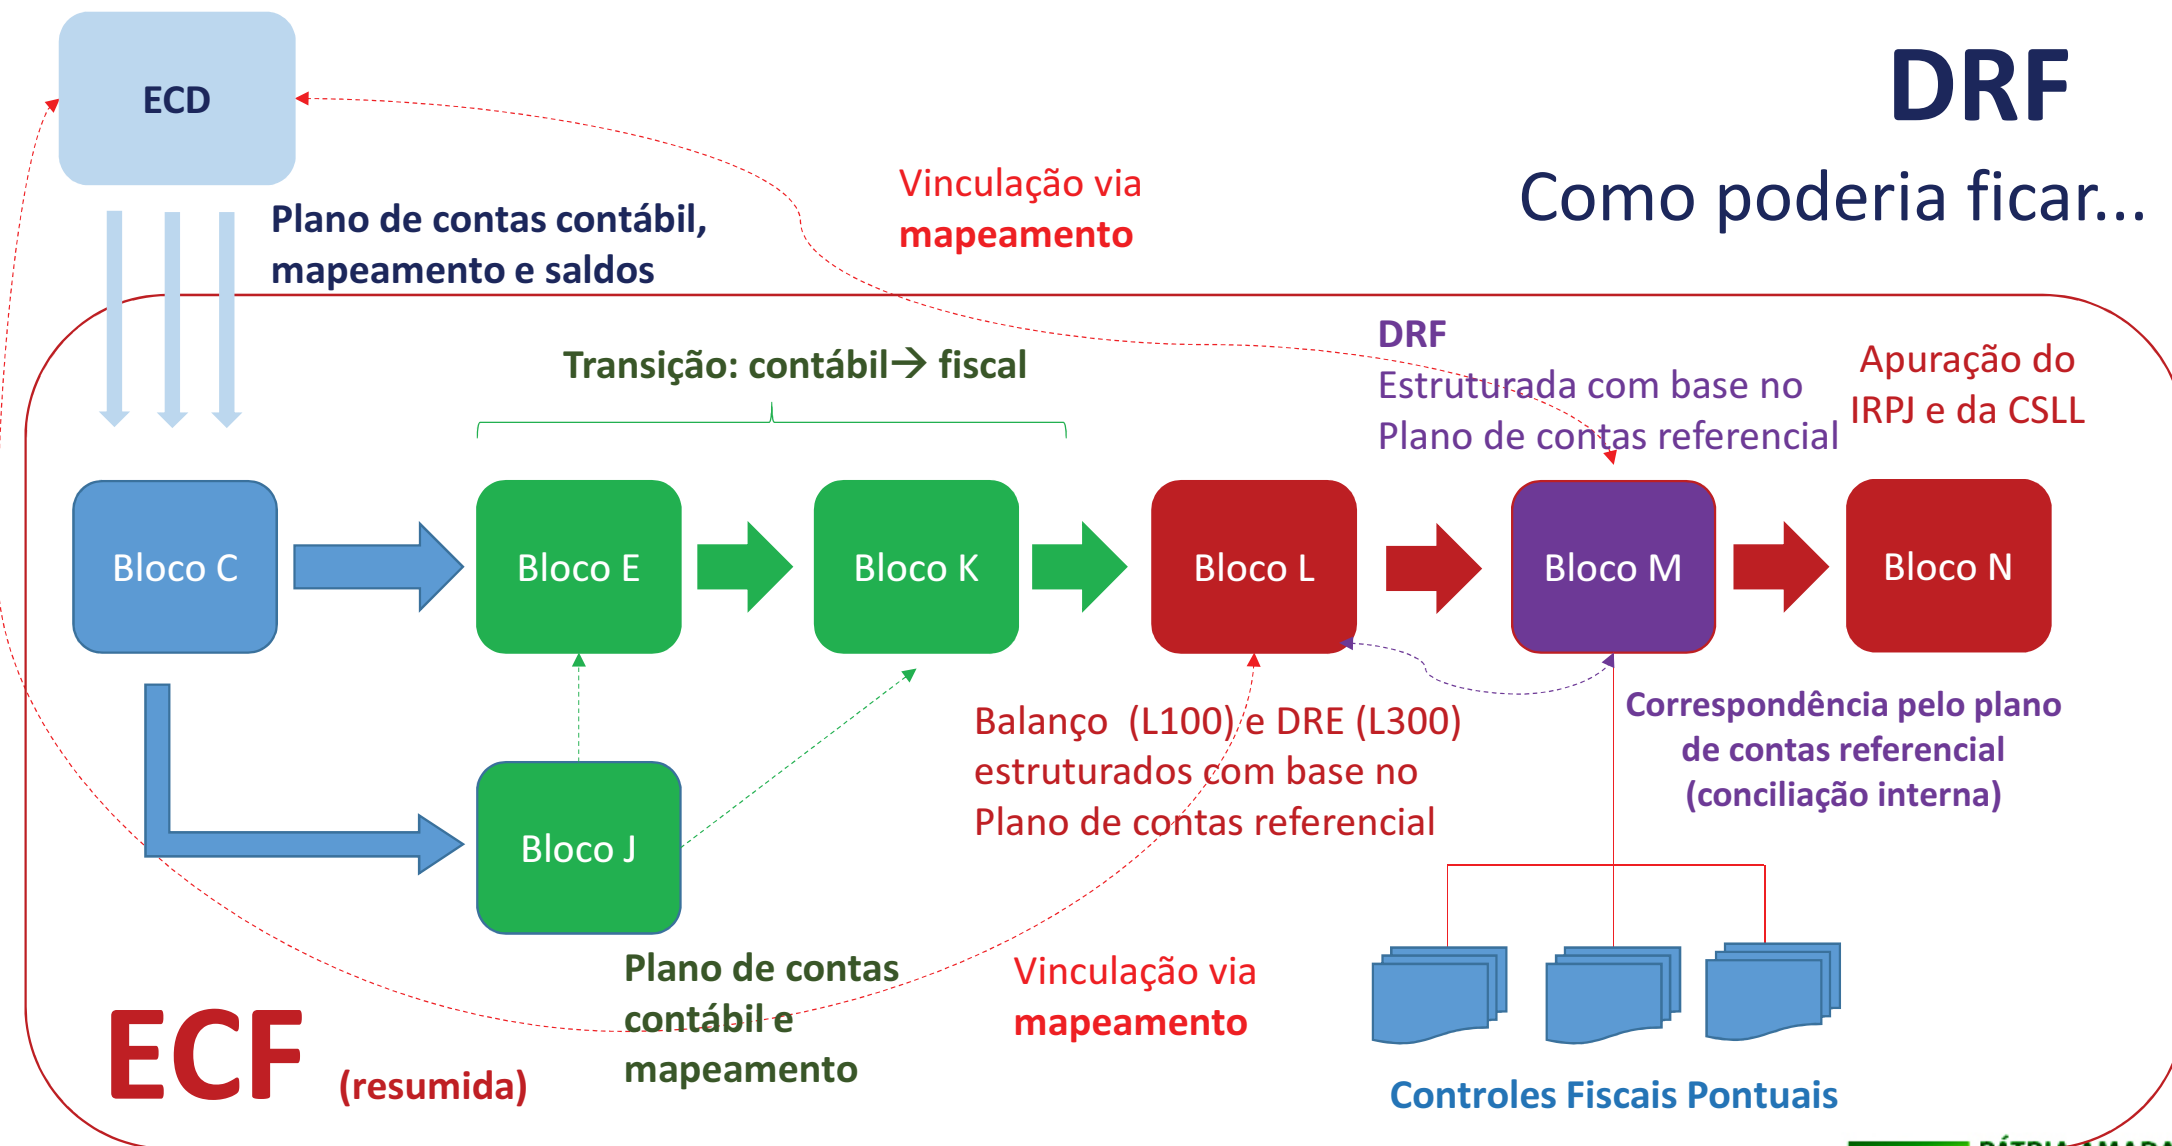 ECD
DRF
Como poderia ficar...
Vinculação via
mapeamento
Plano de contas contábil,
mapeamento e saldos
Transição: contábil→ fiscal
DRF
Estruturada com base no
Plano de contas referencial
Apuração do
IRPJ e da CSLL
Bloco C
Bloco E
Bloco K
Bloco L
Bloco M
Bloco N
Balanço (L100) e DRE (L300)
estruturados com base no
Plano de contas referencial
Correspondência pelo plano
de contas referencial
(conciliação interna)
Bloco J
Plano de contas
contábil e
mapeamento
Vinculação via
mapeamento
ECF (resumida)
Controles Fiscais Pontuais
PÁTRIA AMADA